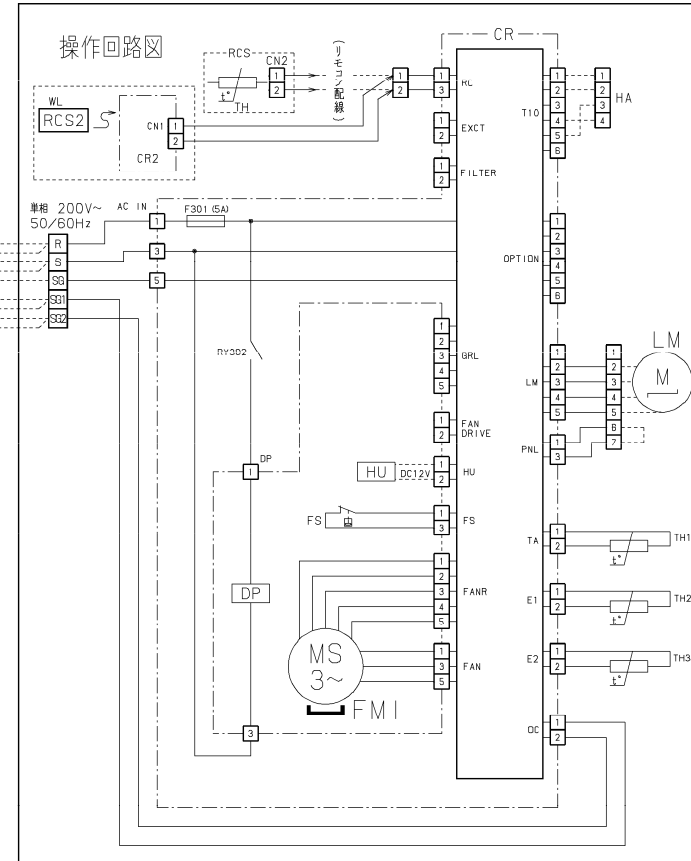 操作回路図
RCS
CN2
1
2
t°
TH
(リモコン配線)
1
2
CR
1
3
RC
WL
RCS2
CN1
1
2
CR2
1
2
EXCT
1
2
FILTER
T10
1
2
3
4
5
6
1
2
3
4
HA
単相 200V~
50/60Hz
AC IN
1
3
5
F301 (5A)
R
S
SG
SG1
SG2
OPTION
1
2
3
4
5
6
RY302
1
2
3
4
5
GRL
1
2
FAN
DRIVE
LM
1
2
3
4
5
1
2
3
4
5
6
7
LM
M
PNL
1
3
DP
1
HU
DC12V
1
2
HU
FS
1
3
FS
TA
1
2
t°
TH1
DP
1
2
3
4
5
FANR
E1
1
2
t°
TH2
MS
3~
FMI
1
3
5
FAN
E2
1
2
t°
TH3
3
OC
1
2